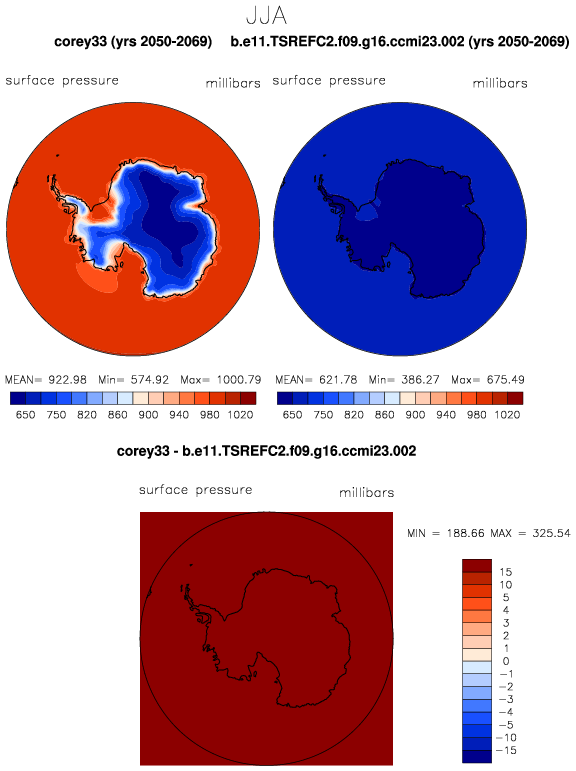 JJA
corey33 (yrs 2050-2069) b.e11.TSREFC2.f09.g16.ccmi23.002 (yrs 2050-2069)
surface pressure millibars surface pressure millibars
MEAN= 922.98 Min= 574.92 Max= 1000.79 MEAN= 621.78 Min= 386.27 Max= 675.49
650 750 820 860 900 940 980 1020 650 750 820 860 900 940 980 1020
corey33 - b.e11.TSREFC2.f09.g16.ccmi23.002
surface pressure millibars
MIN = 188.66 MAX = 325.54
15
10
5
4
3
2
1
0
-1
-2
-3
-4
-5
-10
-15